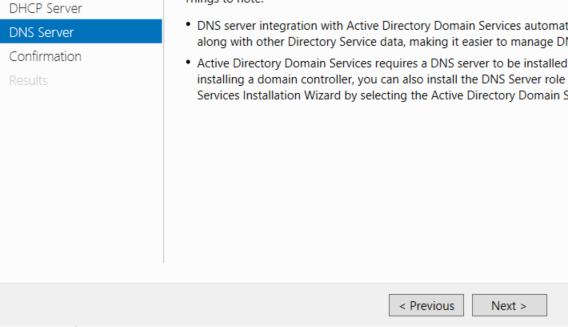 DHCP Server
DNS Server
Confirmation
Results
Things to note:
• DNS server integration with Active Directory Domain Services automat
along with other Directory Service data, making it easier to manage DN
• Active Directory Domain Services requires a DNS server to be installed
installing a domain controller, you can also install the DNS Server role
Services Installation Wizard by selecting the Active Directory Domain S
< Previous
Next >